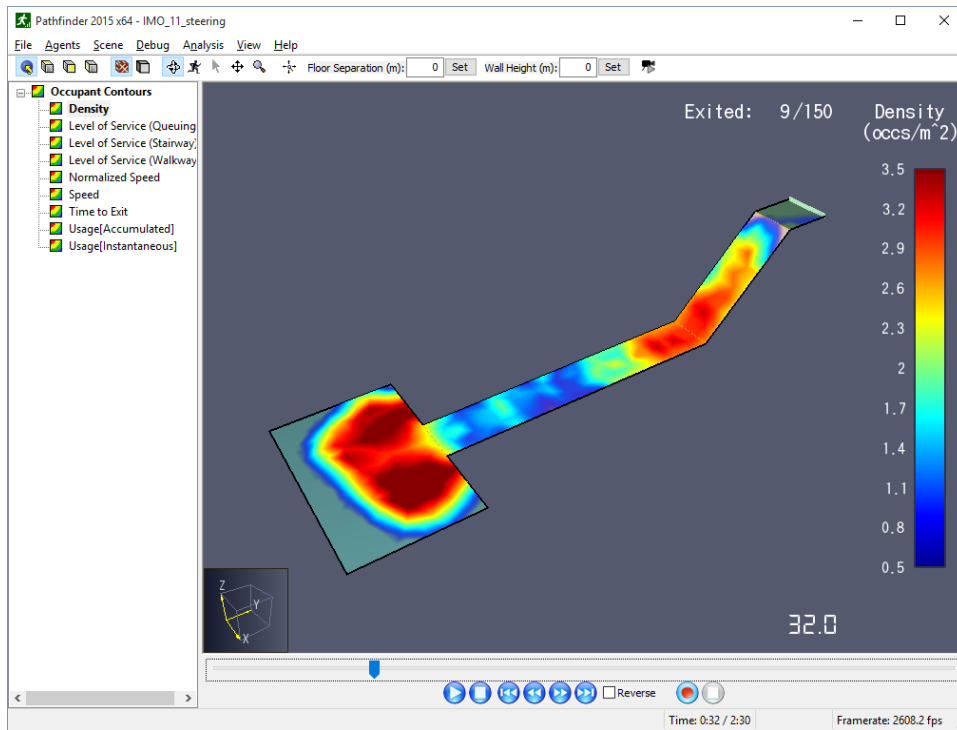 Pathfinder 2015 x64 - IMO_11_steering
File Agents Scene Debug Analysis View Help
Floor Separation (m): 0 Set Wall Height (m): 0 Set
Occupant Contours
Density
Level of Service (Queuing
Level of Service (Stairway)
Level of Service (Walkway
Normalized Speed
Speed
Time to Exit
Usage[Accumulated]
Usage[Instantaneous]
Exited: 9/150
Density
(occs/m^2)
3.5
3.2
2.9
2.6
2.3
2
1.7
1.4
1.1
0.8
0.5
Z
Y
X
32.0
Reverse
Time: 0:32 / 2:30
Framerate: 2608.2 fps